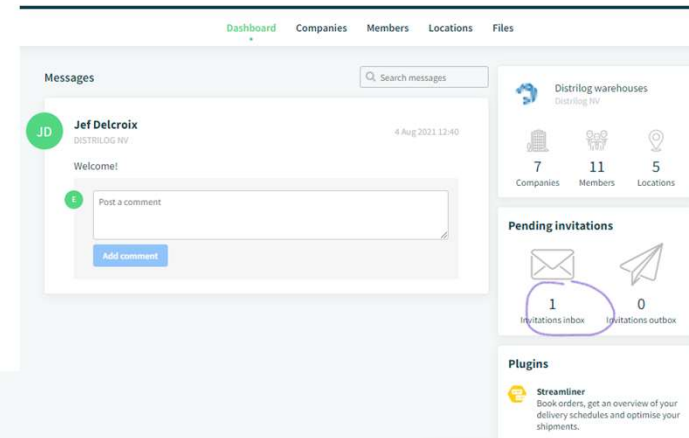 Dashboard Companies Members Locations Files
Messages
Search messages
JD
Jef Delcroix
DISTRILOG NV
4 Aug 2021 12:40
Welcome!
E
Post a comment
Add comment
Distrilog warehouses
Distrilog NV
7 11 5
Companies Members Locations
Pending invitations
1 0
Invitations inbox Invitations outbox
Plugins
Streamliner
Book orders, get an overview of your
delivery schedules and optimise your
shipments.